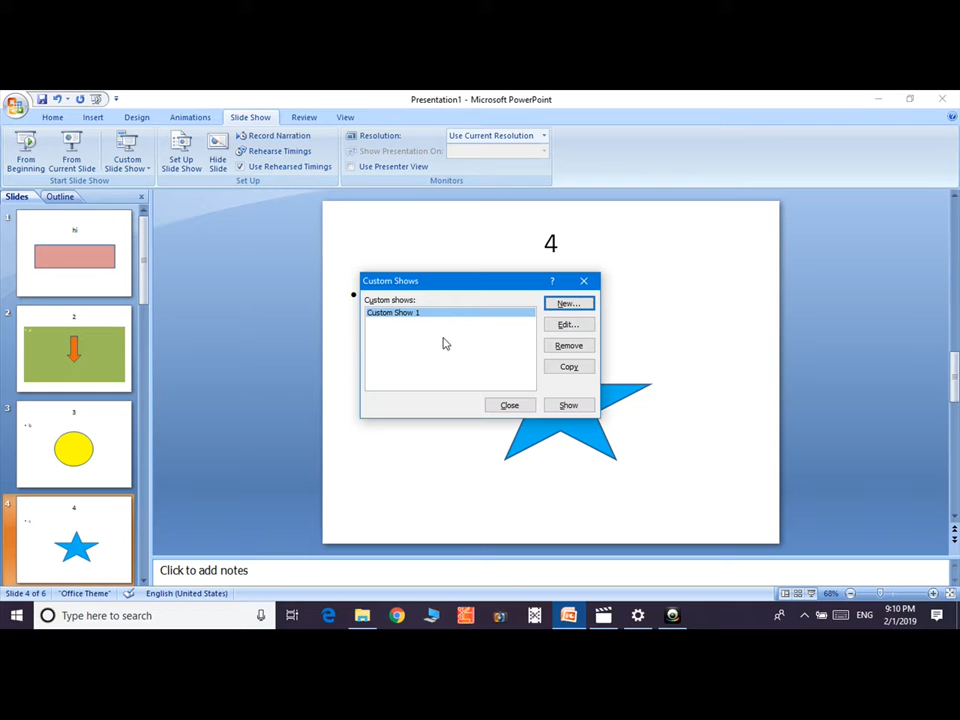 Presentation1 - Microsoft PowerPoint
Home Insert Design Animations Slide Show Review View
From Beginning
From Current Slide
Custom Slide Show
Start Slide Show
Set Up Slide Show
Hide Slide
Record Narration
Rehearse Timings
Use Rehearsed Timings
Set Up
Resolution: Use Current Resolution
Show Presentation On:
Use Presenter View
Monitors
Slides Outline
1
hi
2
2
3
3
4
4
4
Custom Shows
?
Custom shows:
Custom Show 1
New...
Edit...
Remove
Copy
Close Show
Click to add notes
Slide 4 of 6 "Office Theme" English (United States) 68%
Type here to search
ENG
9:10 PM
2/1/2019